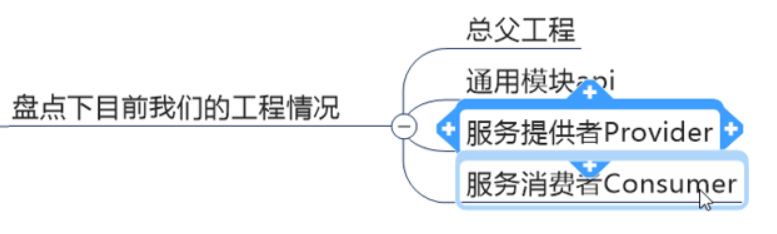 总父工程
通用模块api
盘点下目前我们的工程情况
服务提供者Provider
服务消费者Consumer